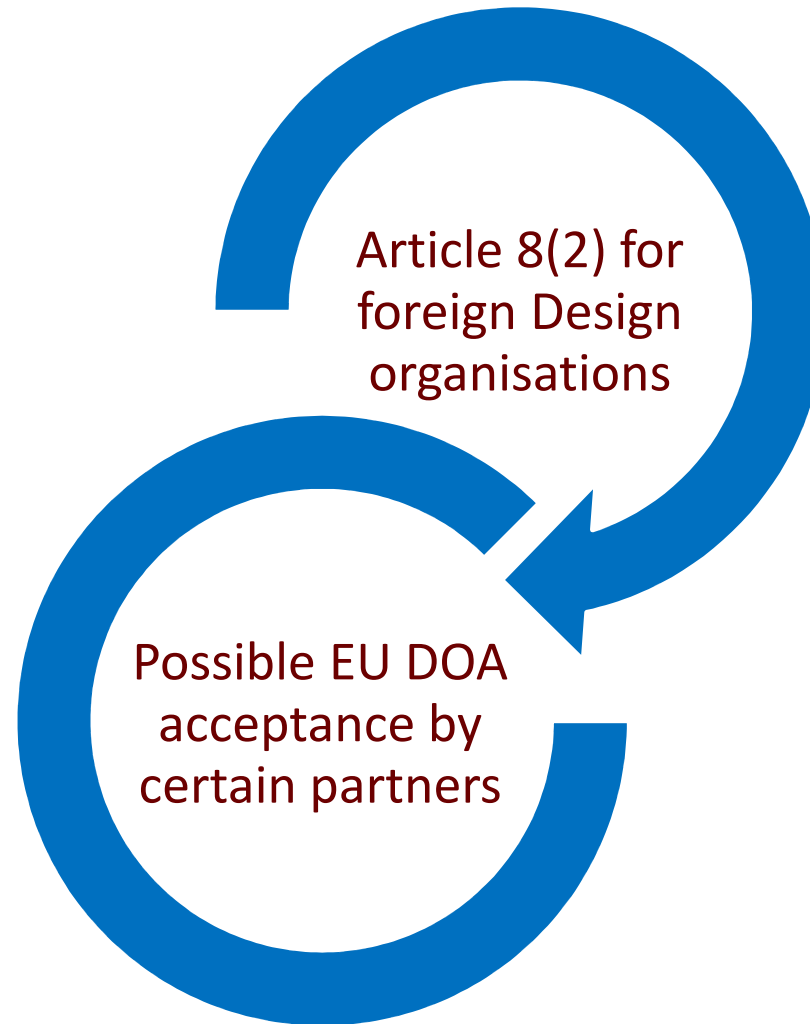 Article 8(2) for
foreign Design
organisations
Possible EU DOA
acceptance by
certain partners